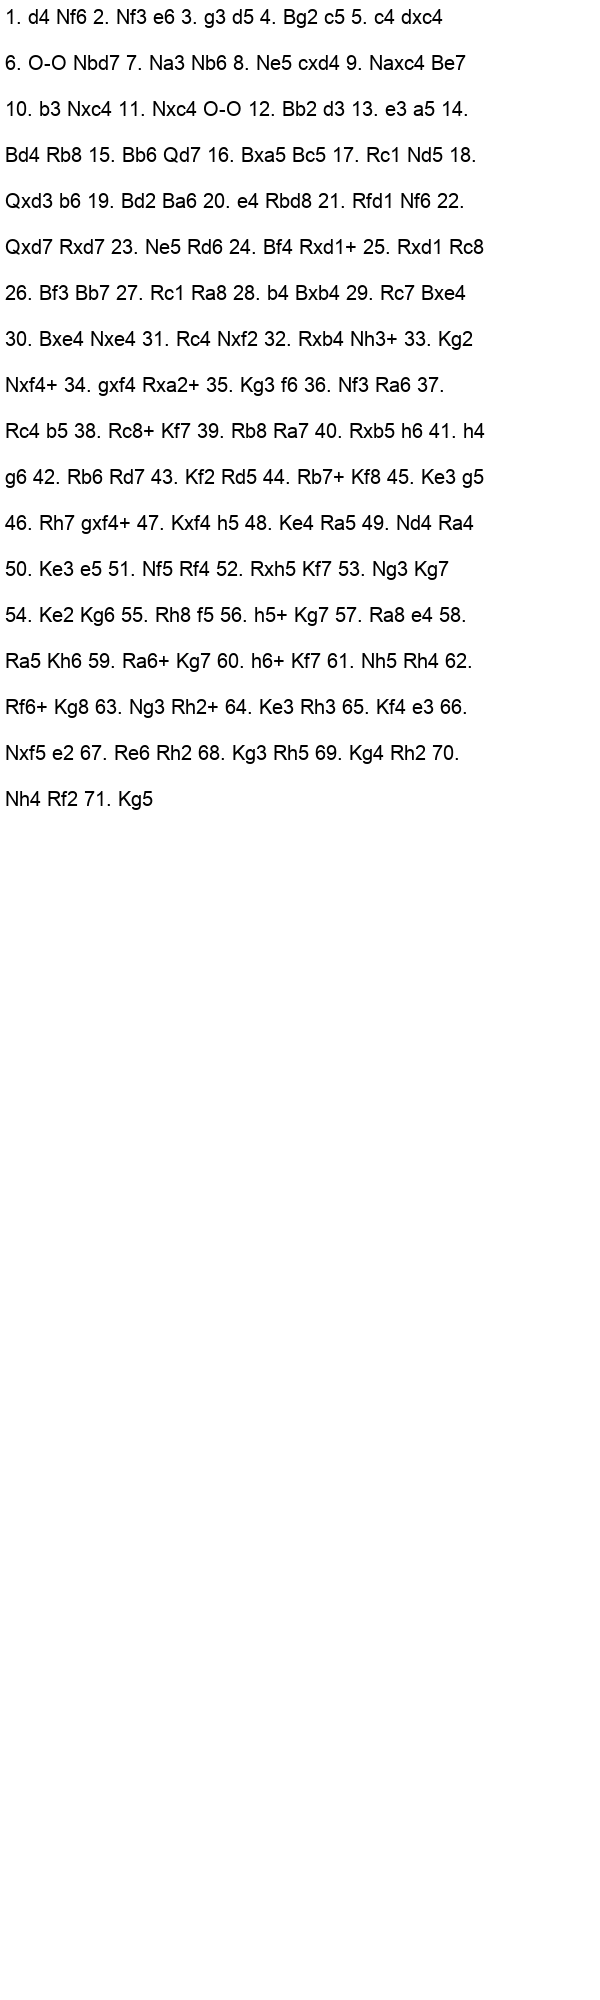 1. d4 Nf6 2. Nf3 e6 3. g3 d5 4. Bg2 c5 5. c4 dxc4
6. O-O Nbd7 7. Na3 Nb6 8. Ne5 cxd4 9. Naxc4 Be7
10. b3 Nxc4 11. Nxc4 O-O 12. Bb2 d3 13. e3 a5 14.
Bd4 Rb8 15. Bb6 Qd7 16. Bxa5 Bc5 17. Rc1 Nd5 18.
Qxd3 b6 19. Bd2 Ba6 20. e4 Rbd8 21. Rfd1 Nf6 22.
Qxd7 Rxd7 23. Ne5 Rd6 24. Bf4 Rxd1+ 25. Rxd1 Rc8
26. Bf3 Bb7 27. Rc1 Ra8 28. b4 Bxb4 29. Rc7 Bxe4
30. Bxe4 Nxe4 31. Rc4 Nxf2 32. Rxb4 Nh3+ 33. Kg2
Nxf4+ 34. gxf4 Rxa2+ 35. Kg3 f6 36. Nf3 Ra6 37.
Rc4 b5 38. Rc8+ Kf7 39. Rb8 Ra7 40. Rxb5 h6 41. h4
g6 42. Rb6 Rd7 43. Kf2 Rd5 44. Rb7+ Kf8 45. Ke3 g5
46. Rh7 gxf4+ 47. Kxf4 h5 48. Ke4 Ra5 49. Nd4 Ra4
50. Ke3 e5 51. Nf5 Rf4 52. Rxh5 Kf7 53. Ng3 Kg7
54. Ke2 Kg6 55. Rh8 f5 56. h5+ Kg7 57. Ra8 e4 58.
Ra5 Kh6 59. Ra6+ Kg7 60. h6+ Kf7 61. Nh5 Rh4 62.
Rf6+ Kg8 63. Ng3 Rh2+ 64. Ke3 Rh3 65. Kf4 e3 66.
Nxf5 e2 67. Re6 Rh2 68. Kg3 Rh5 69. Kg4 Rh2 70.
Nh4 Rf2 71. Kg5